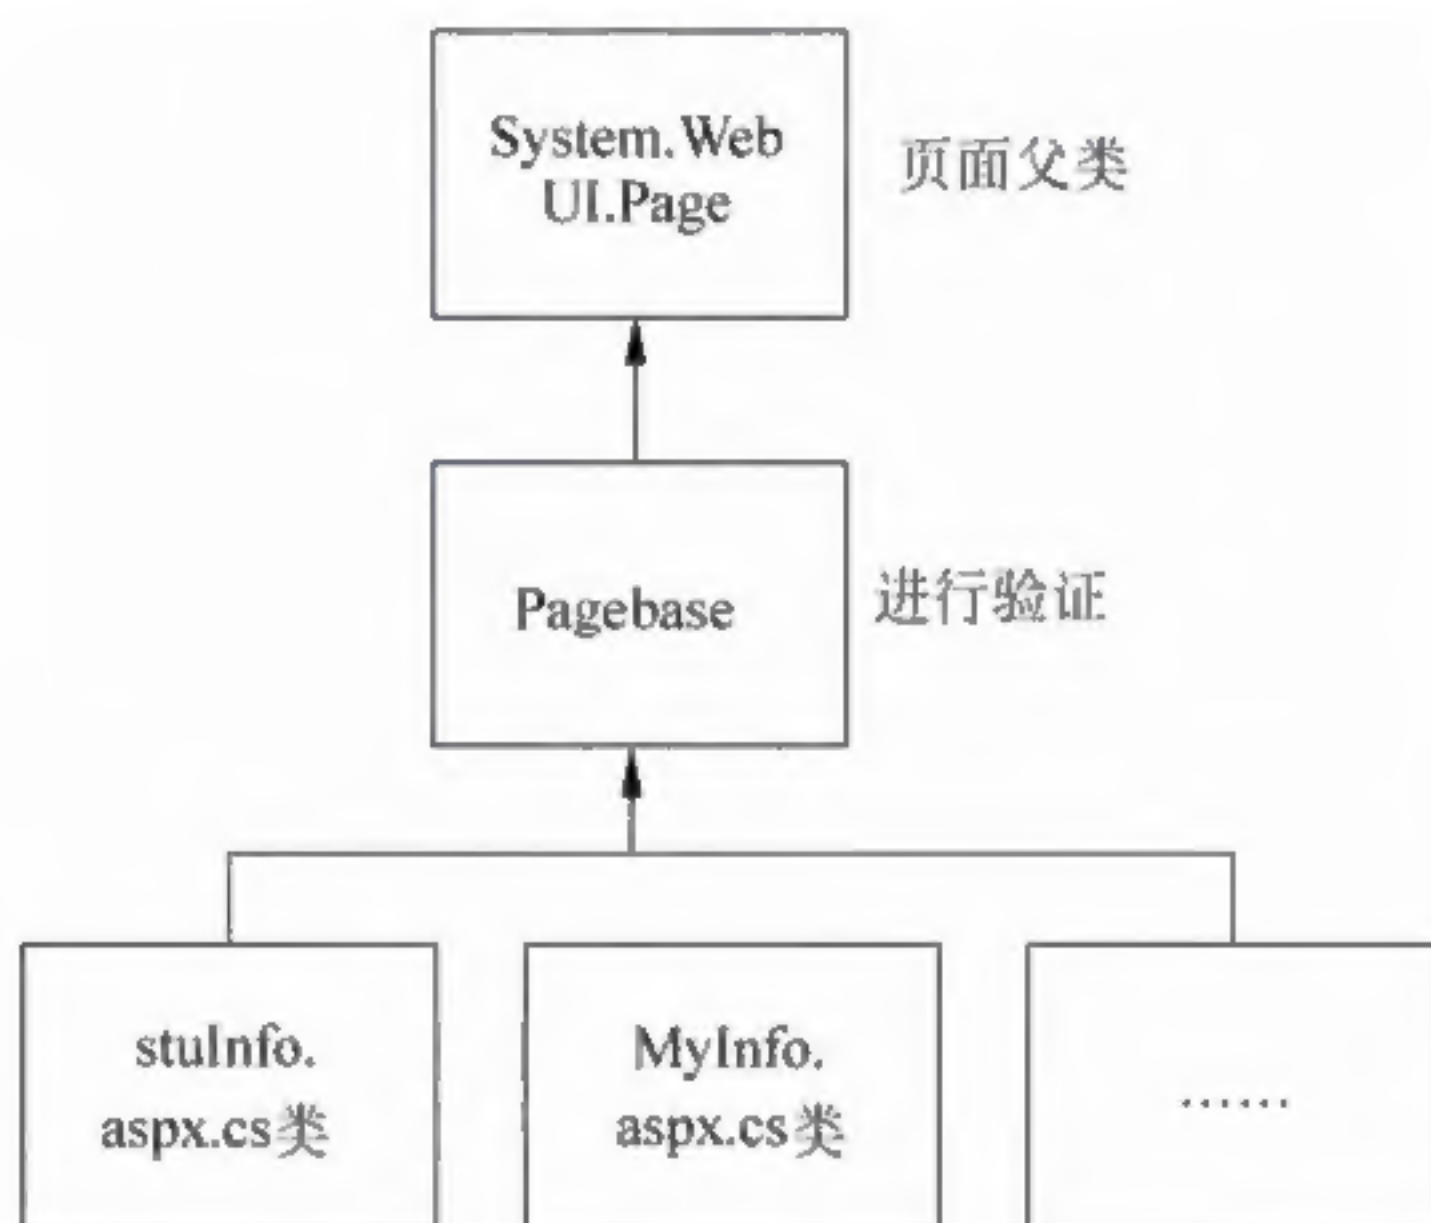 System.Web
UI.Page
页面父类
Pagebase
进行验证
stuInfo.
aspx.cs类
MyInfo.
aspx.cs类
……